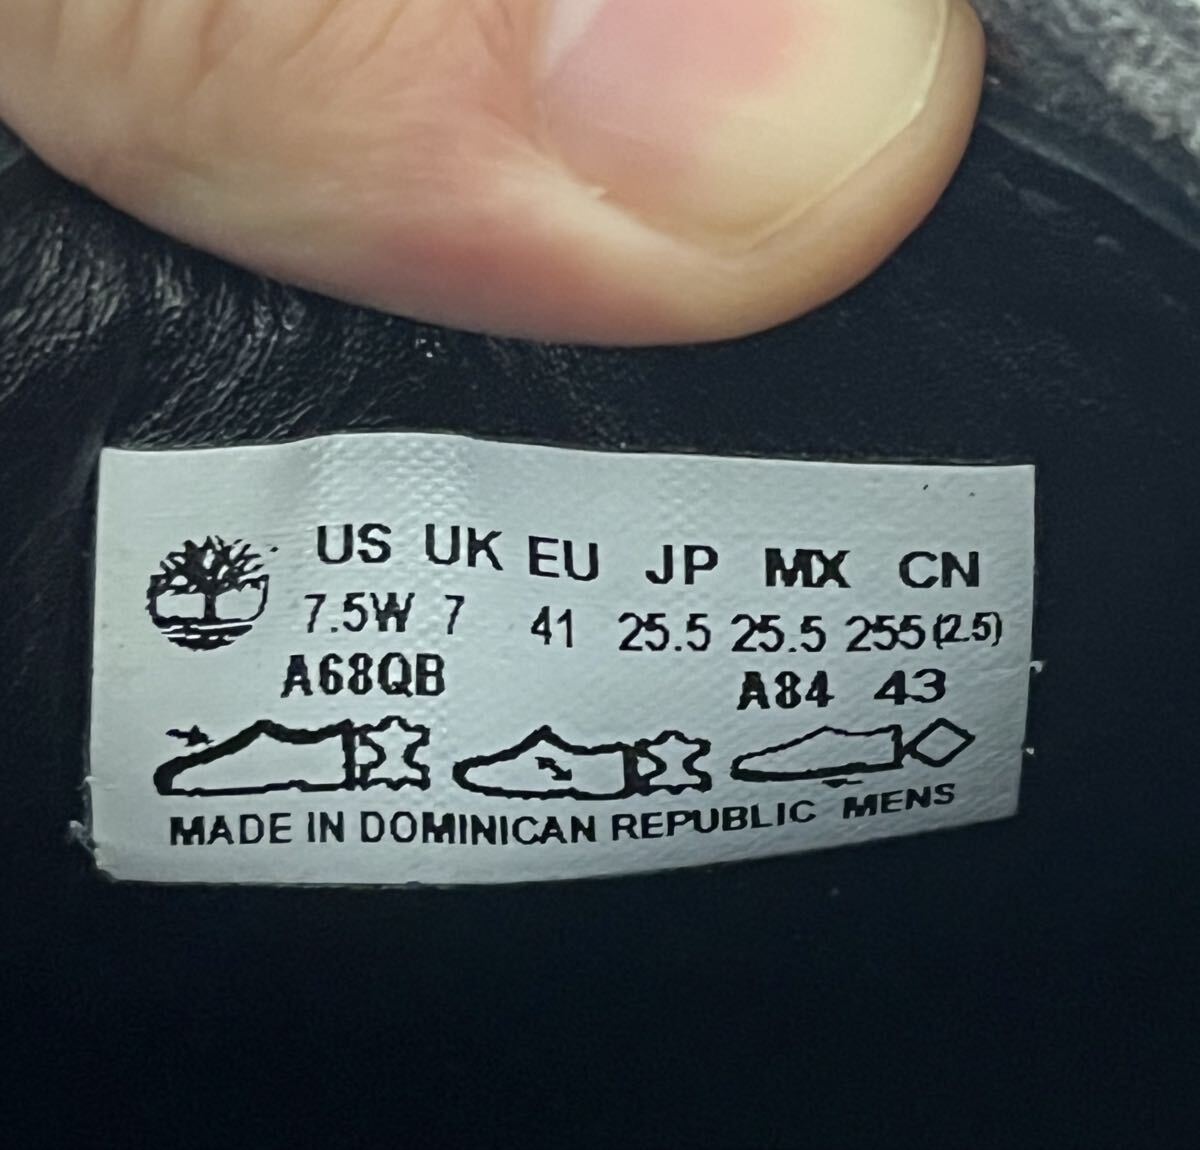 US UK EU JP MX CN
7.5W 7 41 25.5 25.5 255(2.5)
A68QB A84 43
MADE IN DOMINICAN REPUBLIC MENS